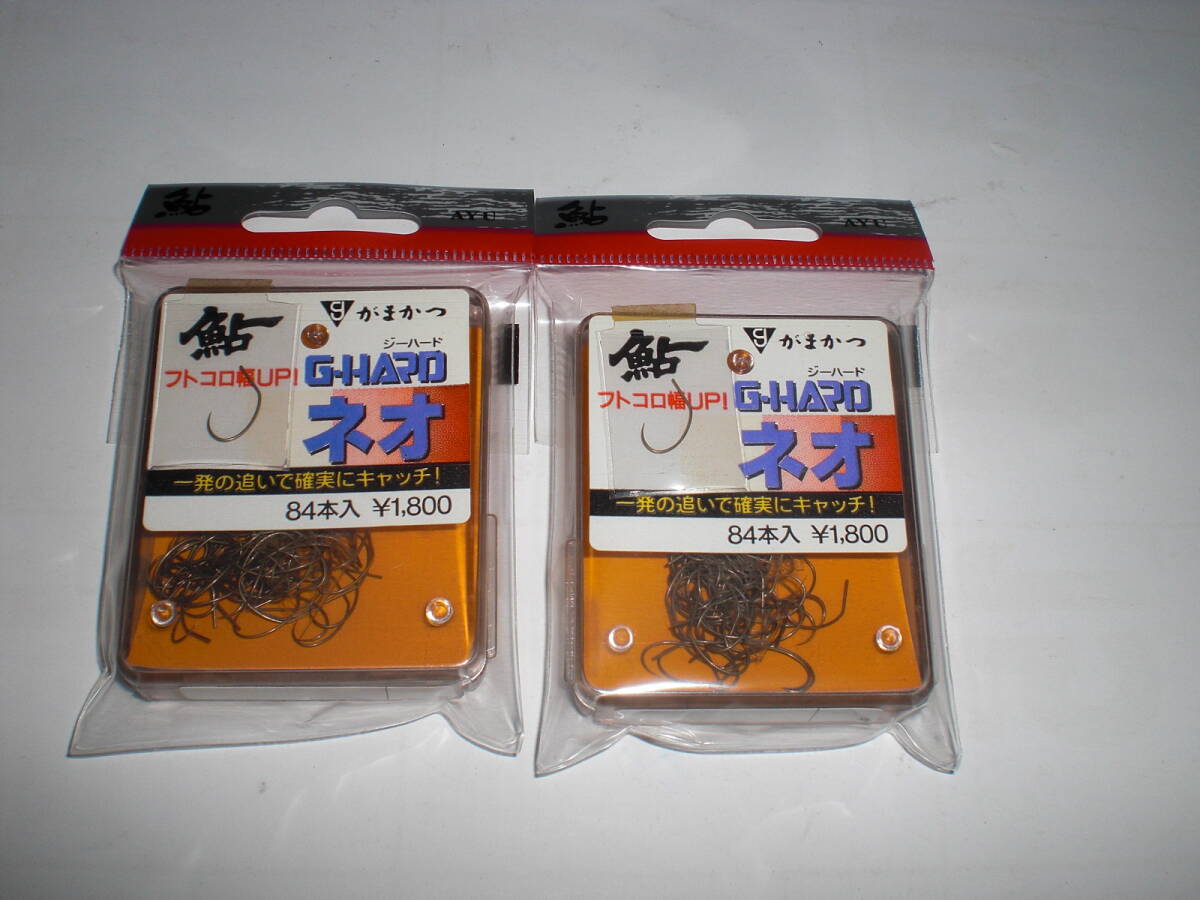 鮎 AYU
鮎
がまかつ
ジーハード
フトコロ幅UP!
G-HARD
ネオ
一発の追いで確実にキャッチ!
84本入 ¥1,800
鮎 AYU
鮎
がまかつ
ジーハード
フトコロ幅UP!
G-HARD
ネオ
一発の追いで確実にキャッチ!
84本入 ¥1,800